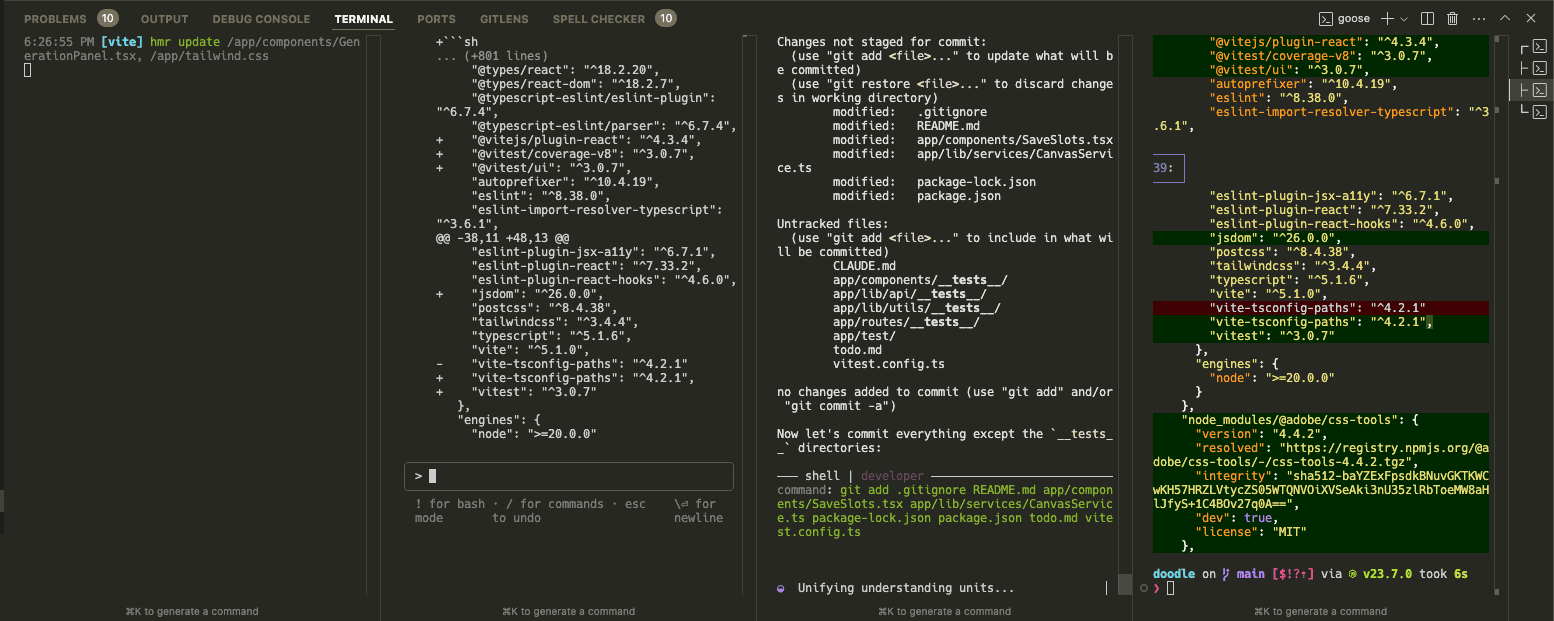 PROBLEMS 10 OUTPUT DEBUG CONSOLE TERMINAL PORTS GITLENS SPELL CHECKER 10 goose
6:26:55 PM [vite] hmr update /app/components/Gen
erationPanel.tsx, /app/tailwind.css
⌘K to generate a command
+```sh
... (+801 lines)
"@types/react": "^18.2.20",
"@types/react-dom": "^18.2.7",
"@typescript-eslint/eslint-plugin":
"^6.7.4",
"@typescript-eslint/parser": "^6.7.4",
+ "@vitejs/plugin-react": "^4.3.4",
+ "@vitest/coverage-v8": "^3.0.7",
+ "@vitest/ui": "^3.0.7",
"autoprefixer": "^10.4.19",
"eslint": "^8.38.0",
"eslint-import-resolver-typescript":
"^3.6.1",
@@ -38,11 +48,13 @@
"eslint-plugin-jsx-a11y": "^6.7.1",
"eslint-plugin-react": "^7.33.2",
"eslint-plugin-react-hooks": "^4.6.0",
+ "jsdom": "^26.0.0",
"postcss": "^8.4.38",
"tailwindcss": "^3.4.4",
"typescript": "^5.1.6",
"vite": "^5.1.0",
- "vite-tsconfig-paths": "^4.2.1"
+ "vite-tsconfig-paths": "^4.2.1",
+ "vitest": "^3.0.7"
},
"engines": {
"node": ">=20.0.0"
>
! for bash · / for commands · esc \⏎ for
mode to undo newline
⌘K to generate a command
Changes not staged for commit:
(use "git add <file>..." to update what will b
e committed)
(use "git restore <file>..." to discard change
s in working directory)
modified: .gitignore
modified: README.md
modified: app/components/SaveSlots.tsx
modified: app/lib/services/CanvasServi
ce.ts
modified: package-lock.json
modified: package.json
Untracked files:
(use "git add <file>..." to include in what wi
ll be committed)
CLAUDE.md
app/components/__tests__/
app/lib/api/__tests__/
app/lib/utils/__tests__/
app/routes/__tests__/
app/test/
todo.md
vitest.config.ts
no changes added to commit (use "git add" and/or
"git commit -a")
Now let's commit everything except the `__tests_
_` directories:
─── shell | developer ───
command: git add .gitignore README.md app/compon
ents/SaveSlots.tsx app/lib/services/CanvasServic
e.ts package-lock.json package.json todo.md vite
st.config.ts
Unifying understanding units...
⌘K to generate a command
"@vitejs/plugin-react": "^4.3.4",
"@vitest/coverage-v8": "^3.0.7",
"@vitest/ui": "^3.0.7",
"autoprefixer": "^10.4.19",
"eslint": "^8.38.0",
"eslint-import-resolver-typescript": "^3
.6.1",
39:
"eslint-plugin-jsx-a11y": "^6.7.1",
"eslint-plugin-react": "^7.33.2",
"eslint-plugin-react-hooks": "^4.6.0",
"jsdom": "^26.0.0",
"postcss": "^8.4.38",
"tailwindcss": "^3.4.4",
"typescript": "^5.1.6",
"vite": "^5.1.0",
"vite-tsconfig-paths": "^4.2.1"
"vite-tsconfig-paths": "^4.2.1",
"vitest": "^3.0.7"
},
"engines": {
"node": ">=20.0.0"
}
},
"node_modules/@adobe/css-tools": {
"version": "4.4.2",
"resolved": "https://registry.npmjs.org/@a
dobe/css-tools/-/css-tools-4.4.2.tgz",
"integrity": "sha512-baYZExFpsdkBNuvGKTKWC
wKH57HRZLVtycZS05WTQNVOiXVSeAki3nU35zlRbToeMW8aH
lJfyS+1C4BOv27q0A==",
"dev": true,
"license": "MIT"
},
doodle on main [$!?⇡] via v23.7.0 took 6s
❯
⌘K to generate a command